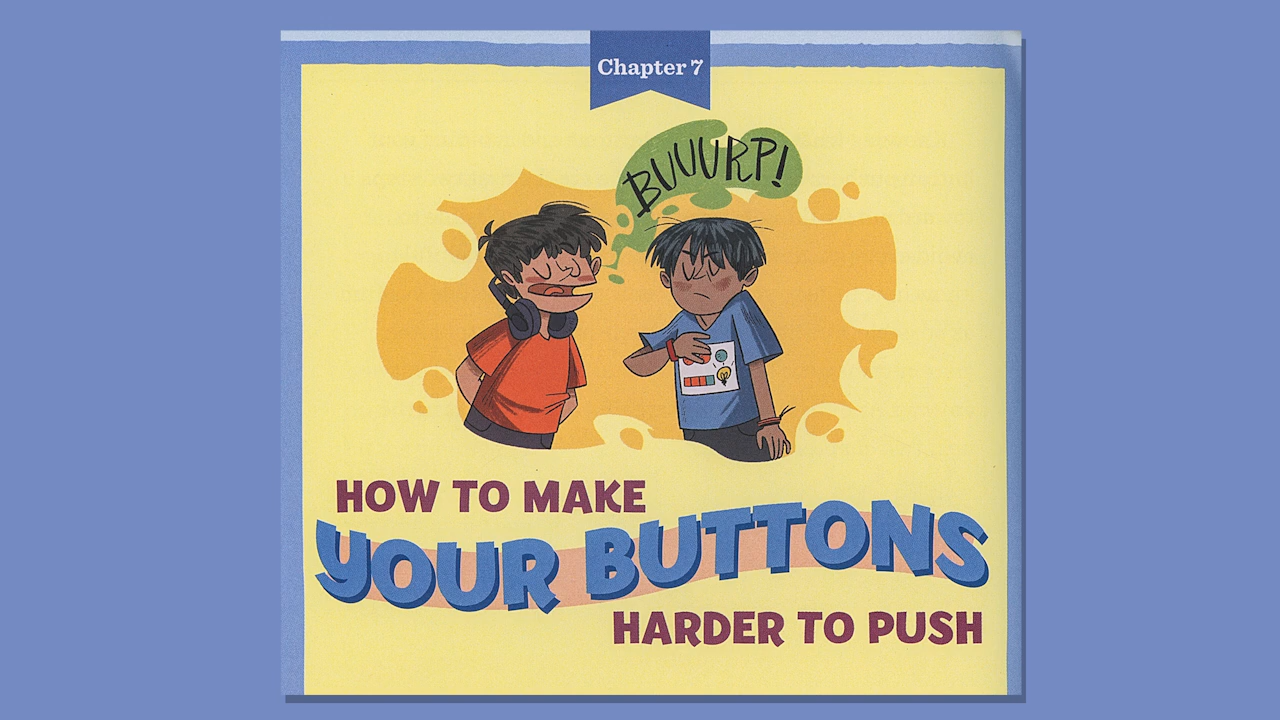 Chapter 7
BUUURP!
HOW TO MAKE
YOUR BUTTONS
HARDER TO PUSH